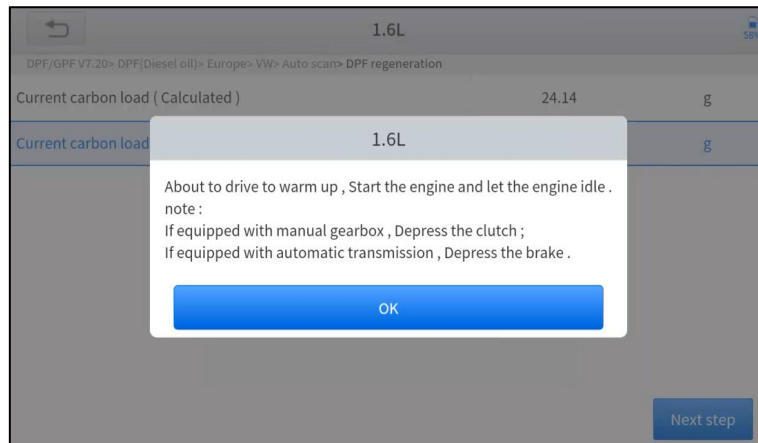 1.6L
58%
DPF/GPF V7.20> DPF(Diesel oil)> Europe> VW> Auto scan> DPF regeneration
Current carbon load ( Calculated ) 24.14 g
Current carbon load g
1.6L
About to drive to warm up , Start the engine and let the engine idle .
note :
If equipped with manual gearbox , Depress the clutch ;
If equipped with automatic transmission , Depress the brake .
OK
Next step